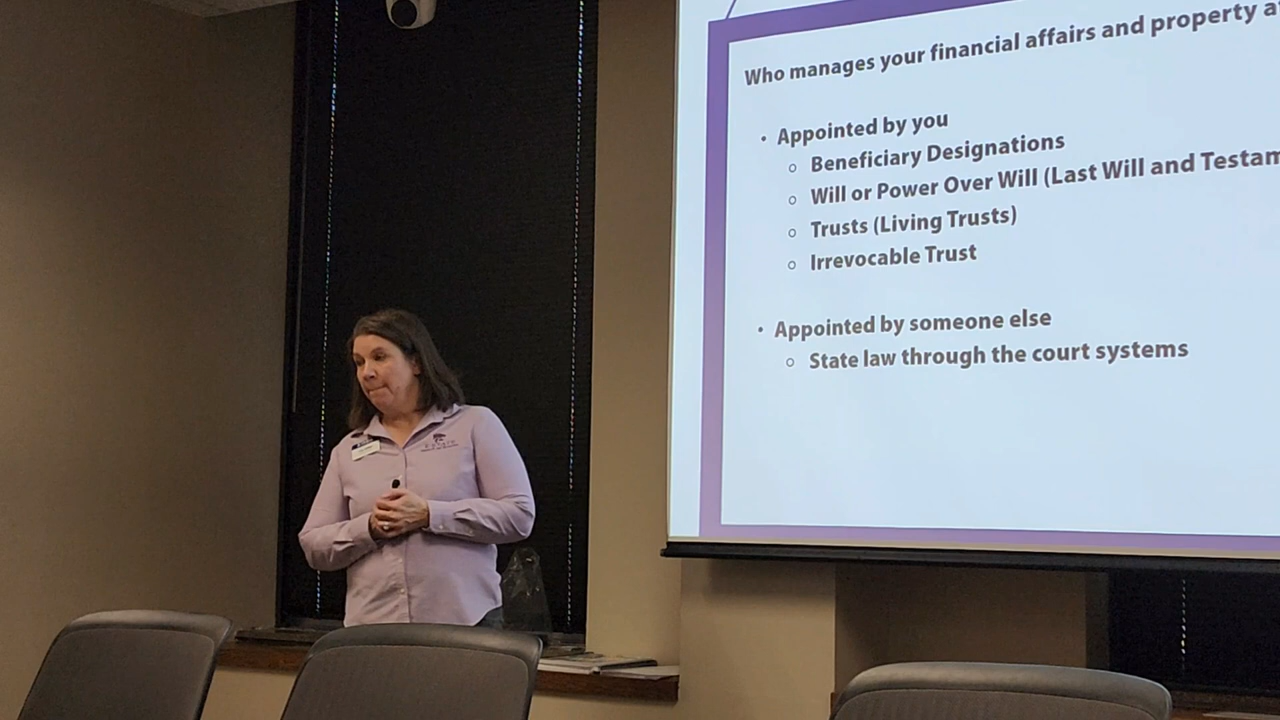 Who manages your financial affairs and property a
• Appointed by you
○ Beneficiary Designations
○ Will or Power Over Will (Last Will and Testam
○ Trusts (Living Trusts)
○ Irrevocable Trust
• Appointed by someone else
○ State law through the court systems